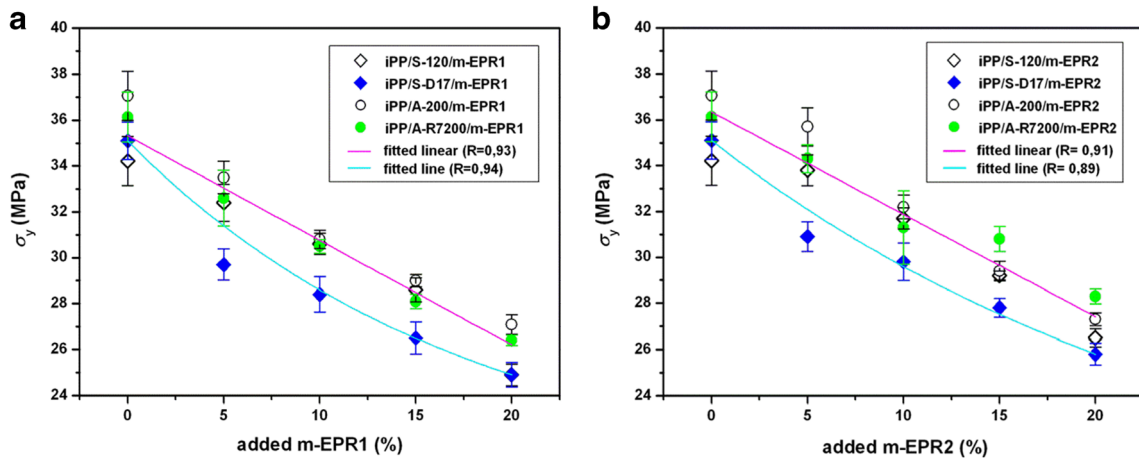 a
40
38
36
34
32
30
28
26
24
σy (MPa)
0 5 10 15 20
added m-EPR1 (%)
iPP/S-120/m-EPR1
iPP/S-D17/m-EPR1
iPP/A-200/m-EPR1
iPP/A-R7200/m-EPR1
fitted linear (R=0,93)
fitted line (R=0,94)
b
40
38
36
34
32
30
28
26
24
σy (MPa)
0 5 10 15 20
added m-EPR2 (%)
iPP/S-120/m-EPR2
iPP/S-D17/m-EPR2
iPP/A-200/m-EPR2
iPP/A-R7200/m-EPR2
fitted linear (R= 0,91)
fitted line (R= 0,89)